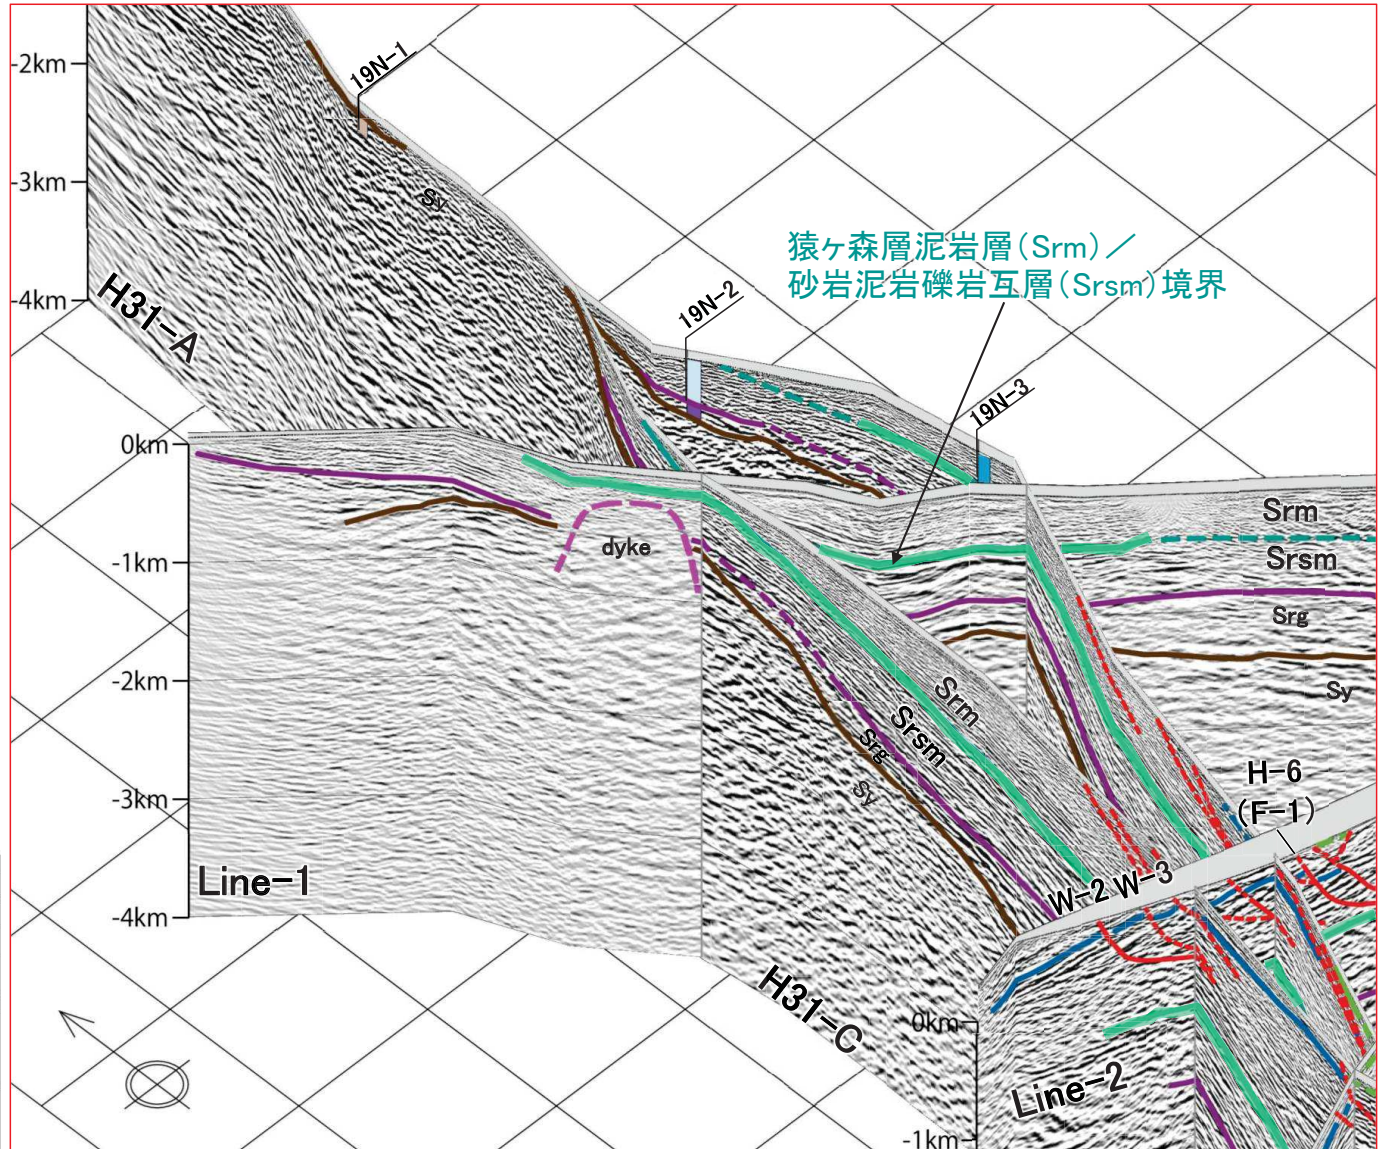 -2km
-3km
-4km
19N-1
Sy
H31-A
猿ヶ森層泥岩層(Srm)／
砂岩泥岩礫岩互層(Srsm)境界
19N-2
19N-3
0km
-1km
-2km
-3km
-4km
dyke
Srm
Srsm
Srg
Sy
Srm
Srsm
Srg
Sy
H-6
(F-1)
Line-1
W-2 W-3
H31-C
0km
Line-2
-1km